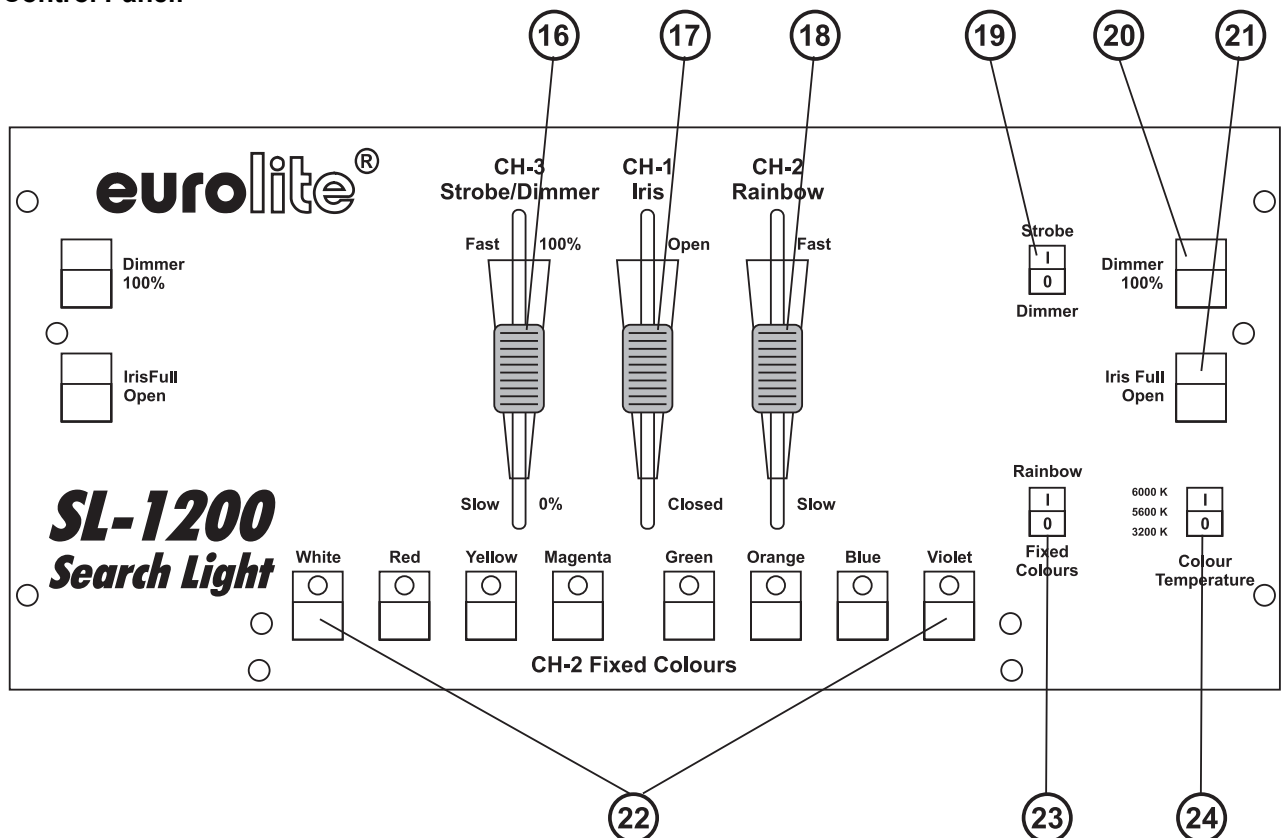 16 17 18 19 20 21
eurolite®
CH-3
Strobe/Dimmer
CH-1
Iris
CH-2
Rainbow
Fast 100%
Open
Fast
Slow 0%
Closed
Slow
Dimmer
100%
IrisFull
Open
Strobe
I
0
Dimmer
Dimmer
100%
Iris Full
Open
SL-1200
Search Light
Rainbow
I
0
Fixed
Colours
6000 K
5600 K
3200 K
I
0
Colour
Temperature
White Red Yellow Magenta Green Orange Blue Violet
CH-2 Fixed Colours
22 23 24